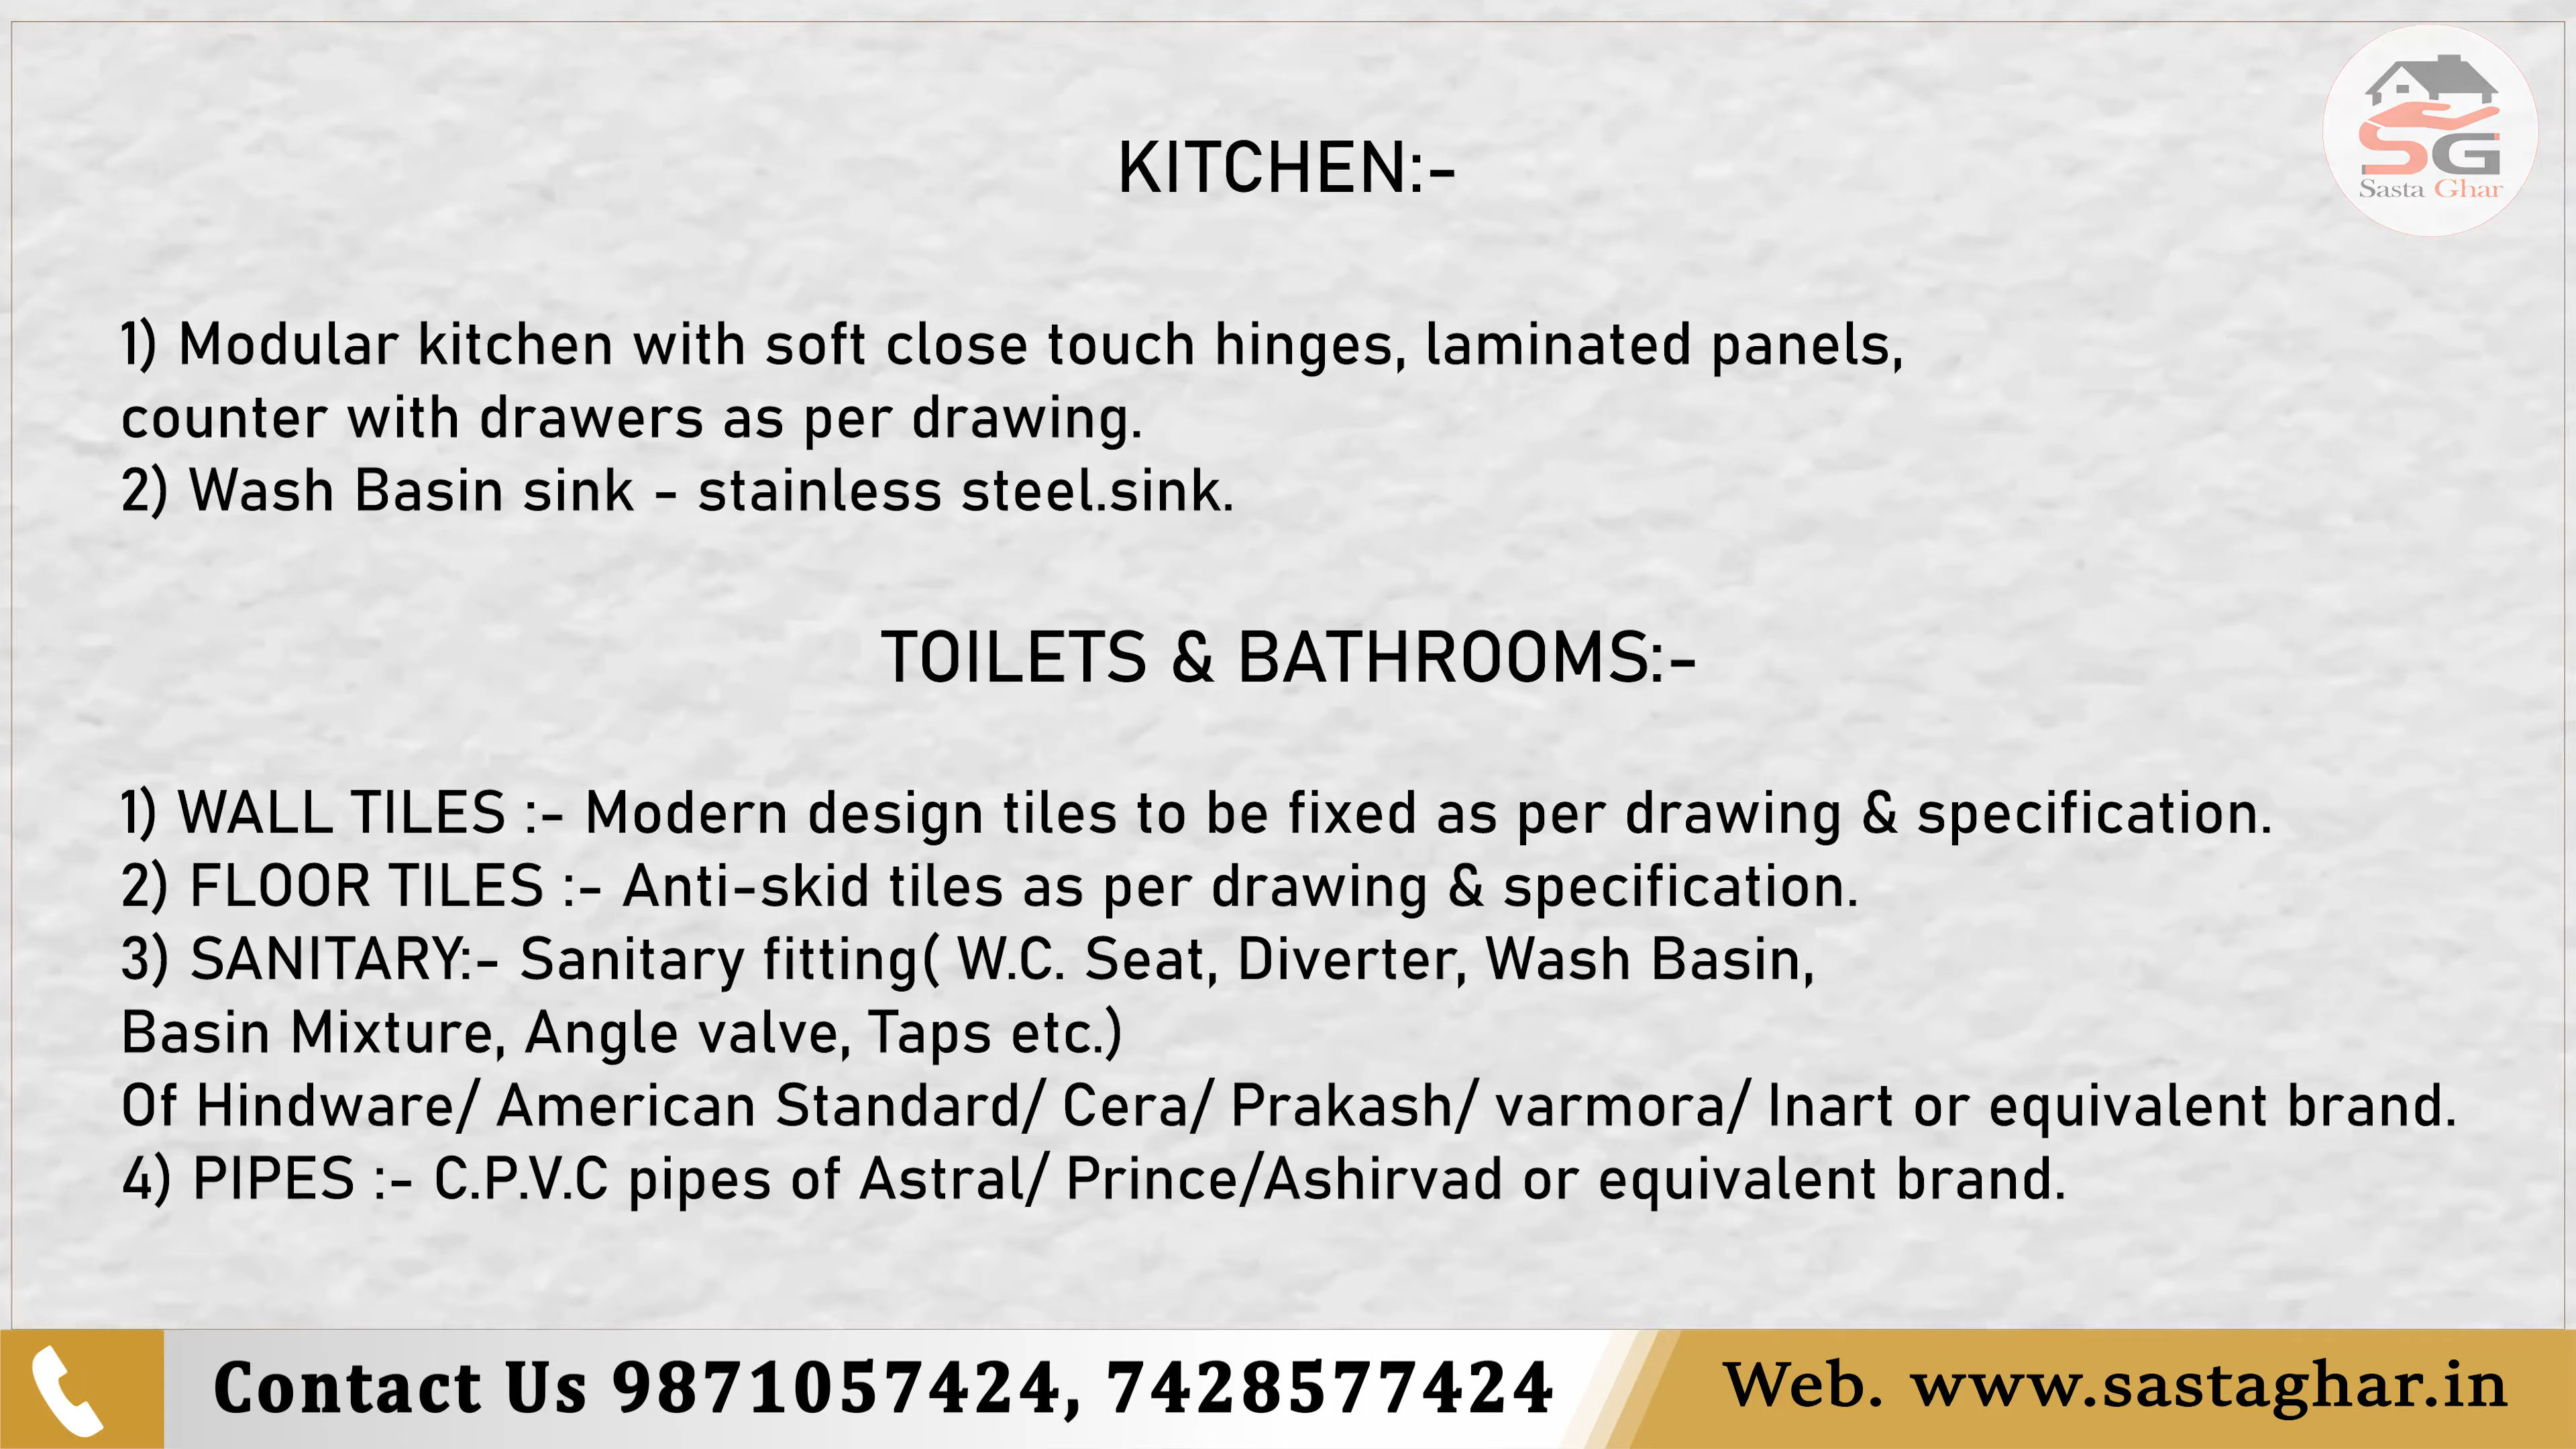 SG
Sasta Ghar
KITCHEN:-
1) Modular kitchen with soft close touch hinges, laminated panels,
counter with drawers as per drawing.
2) Wash Basin sink - stainless steel.sink.
TOILETS & BATHROOMS:-
1) WALL TILES :- Modern design tiles to be fixed as per drawing & specification.
2) FLOOR TILES :- Anti-skid tiles as per drawing & specification.
3) SANITARY:- Sanitary fitting( W.C. Seat, Diverter, Wash Basin,
Basin Mixture, Angle valve, Taps etc.)
Of Hindware/ American Standard/ Cera/ Prakash/ varmora/ Inart or equivalent brand.
4) PIPES :- C.P.V.C pipes of Astral/ Prince/Ashirvad or equivalent brand.
Contact Us 9871057424, 7428577424
Web. www.sastaghar.in